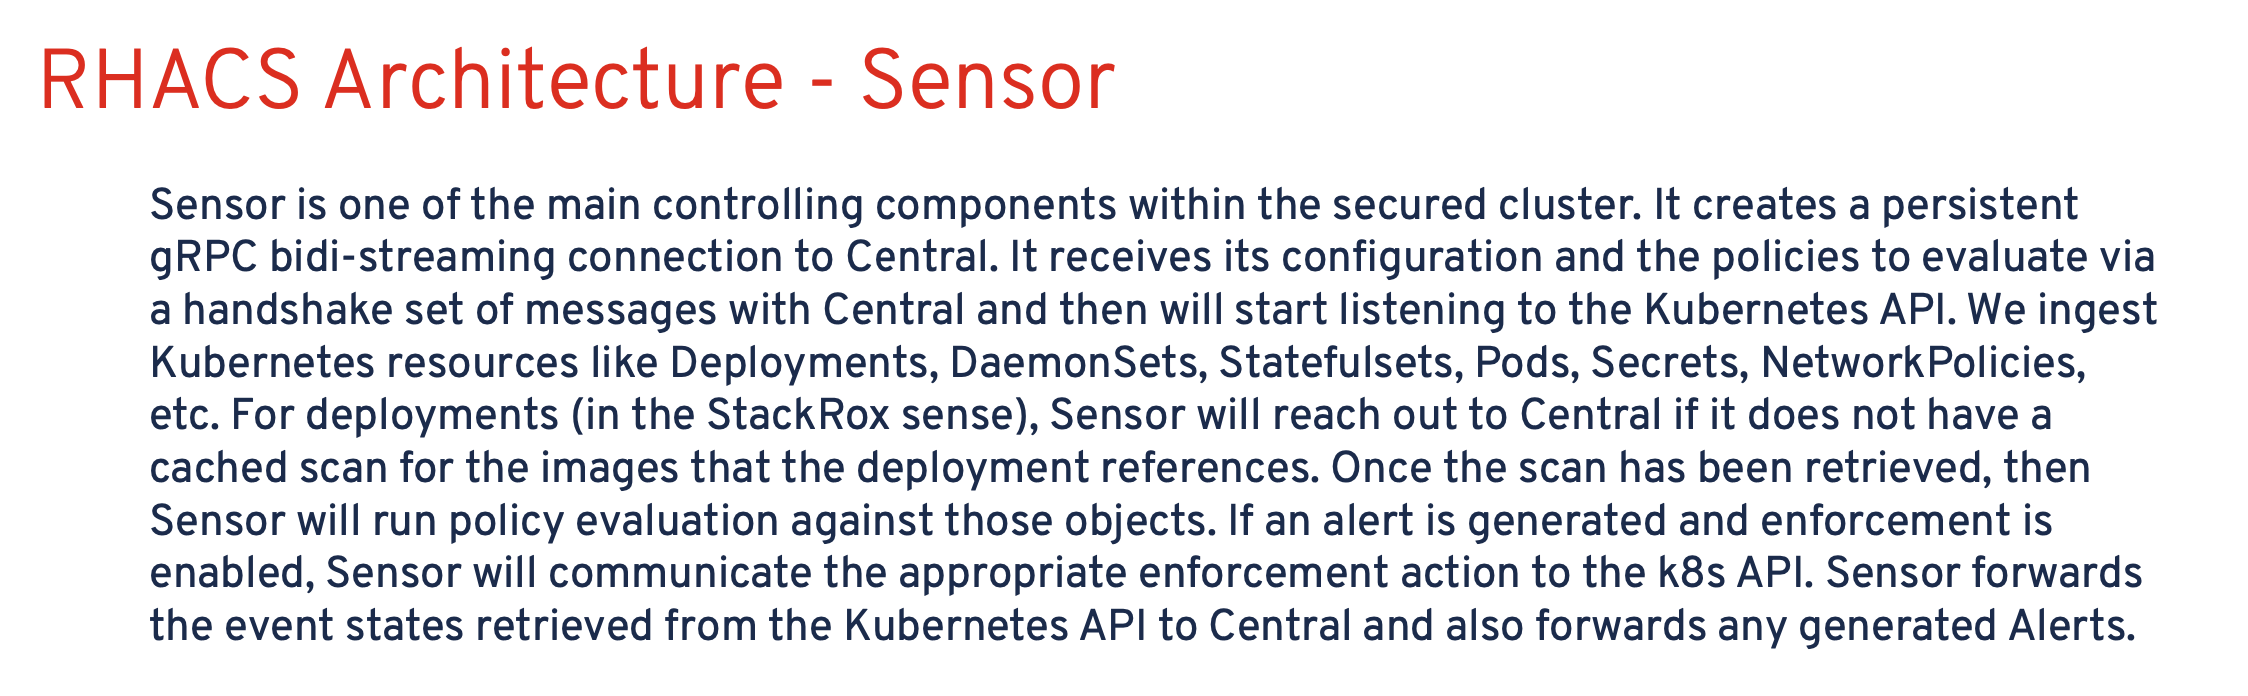 RHACS Architecture - Sensor
Sensor is one of the main controlling components within the secured cluster. It creates a persistent
gRPC bidi-streaming connection to Central. It receives its configuration and the policies to evaluate via
a handshake set of messages with Central and then will start listening to the Kubernetes API. We ingest
Kubernetes resources like Deployments, DaemonSets, Statefulsets, Pods, Secrets, NetworkPolicies,
etc. For deployments (in the StackRox sense), Sensor will reach out to Central if it does not have a
cached scan for the images that the deployment references. Once the scan has been retrieved, then
Sensor will run policy evaluation against those objects. If an alert is generated and enforcement is
enabled, Sensor will communicate the appropriate enforcement action to the k8s API. Sensor forwards
the event states retrieved from the Kubernetes API to Central and also forwards any generated Alerts.